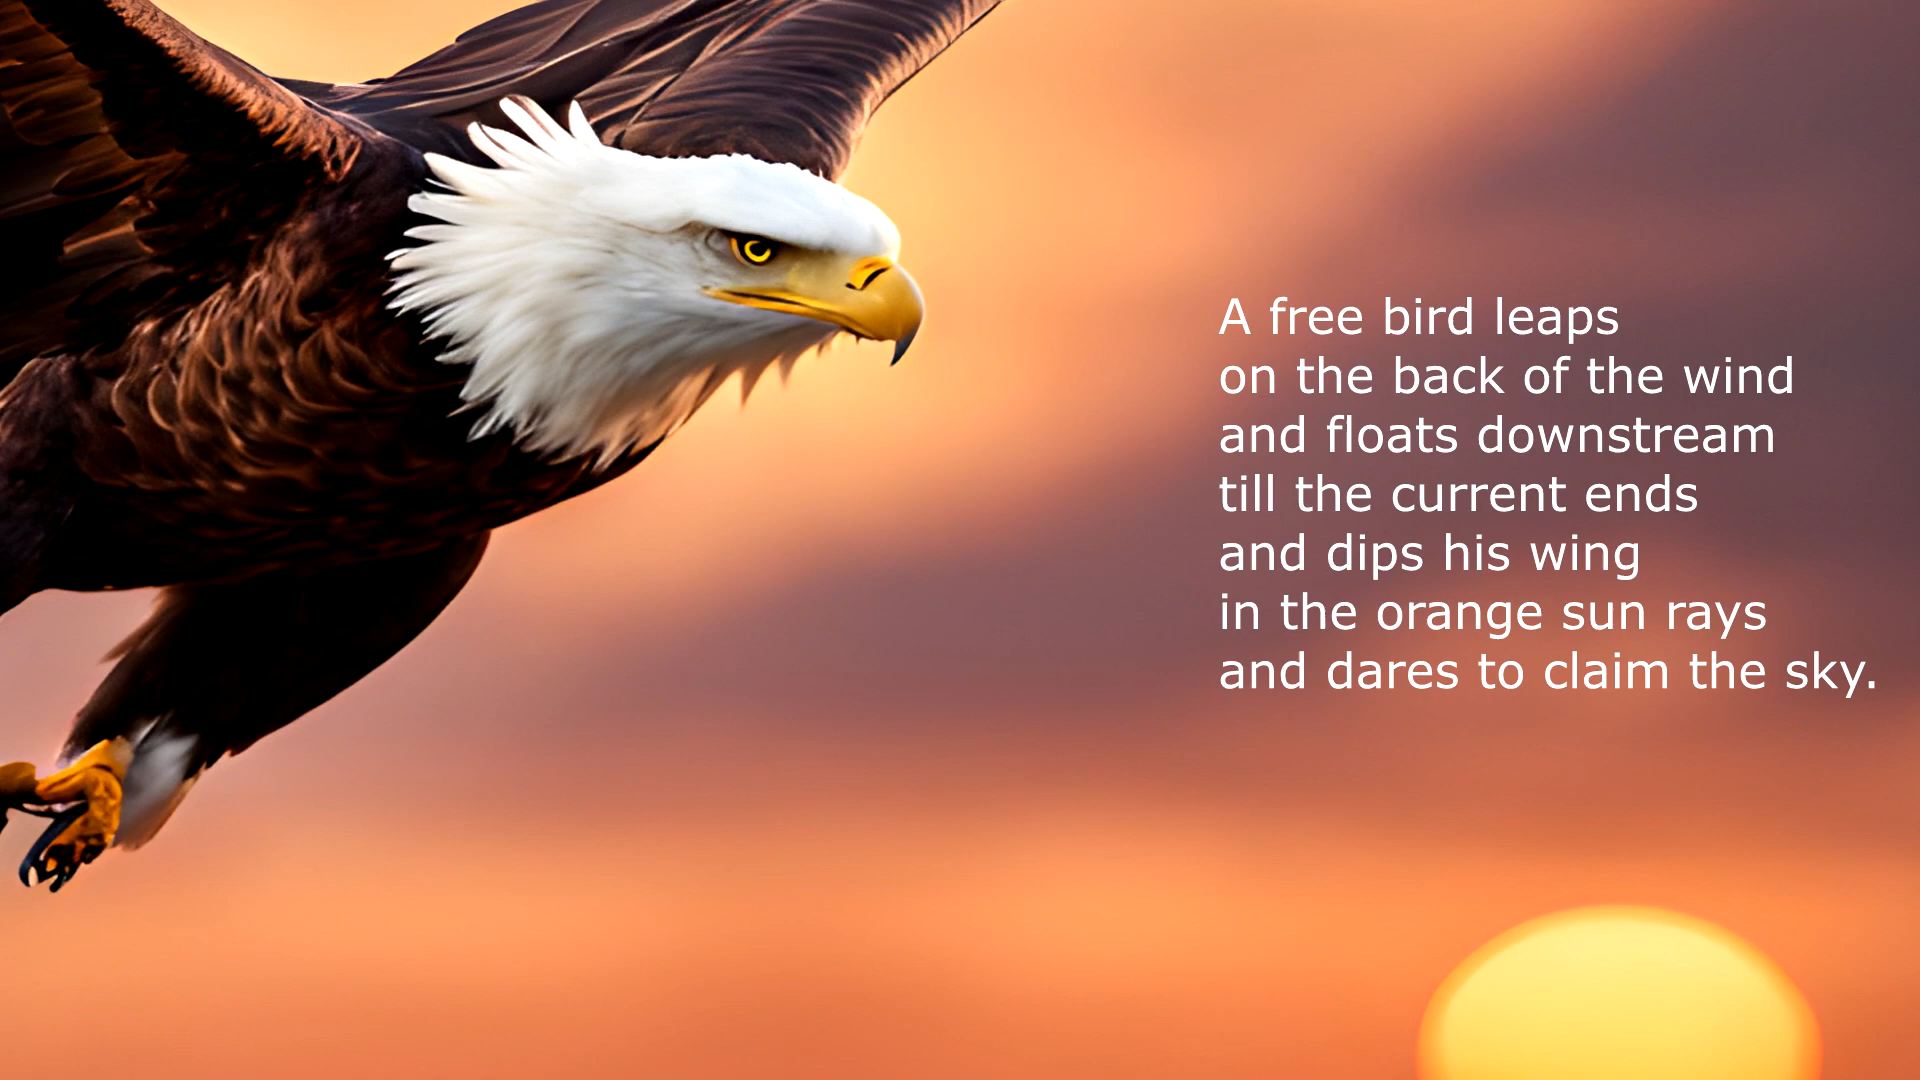 A free bird leaps
on the back of the wind
and floats downstream
till the current ends
and dips his wing
in the orange sun rays
and dares to claim the sky.